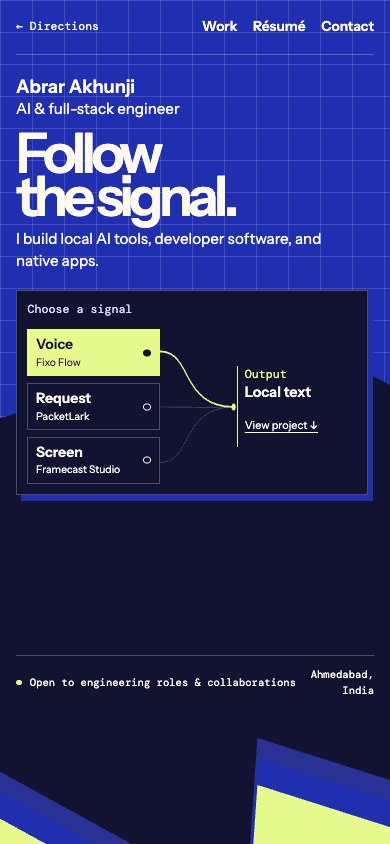 ← Directions Work Résumé Contact
Abrar Akhunji
AI & full-stack engineer
Follow
the signal.
I build local AI tools, developer software, and
native apps.
Choose a signal
Voice
Fixo Flow
Request
PacketLark
Screen
Framecast Studio
Output
Local text
View project ↓
Open to engineering roles & collaborations
Ahmedabad,
India